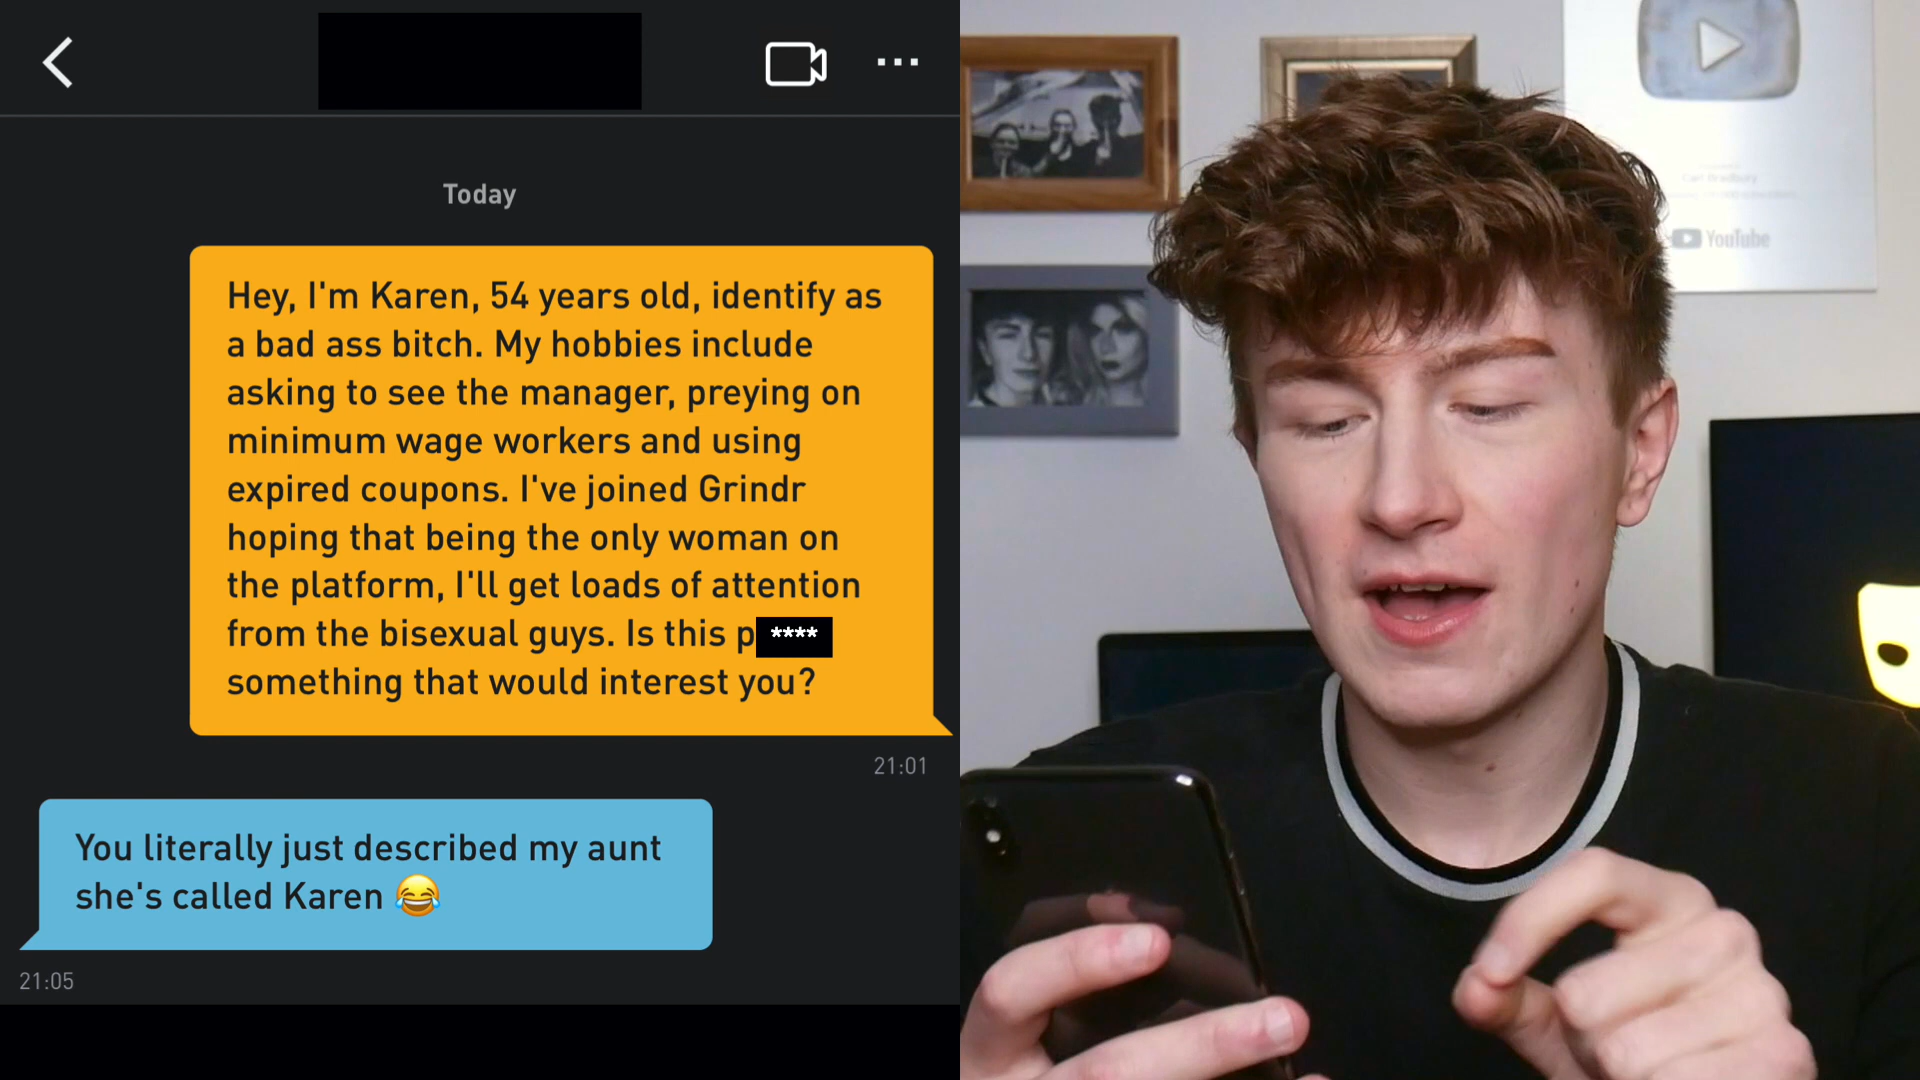 Today
Hey, I'm Karen, 54 years old, identify as
a bad ass bitch. My hobbies include
asking to see the manager, preying on
minimum wage workers and using
expired coupons. I've joined Grindr
hoping that being the only woman on
the platform, I'll get loads of attention
from the bisexual guys. Is this p****
something that would interest you?
21:01
You literally just described my aunt
she's called Karen 😂
21:05
YouTube